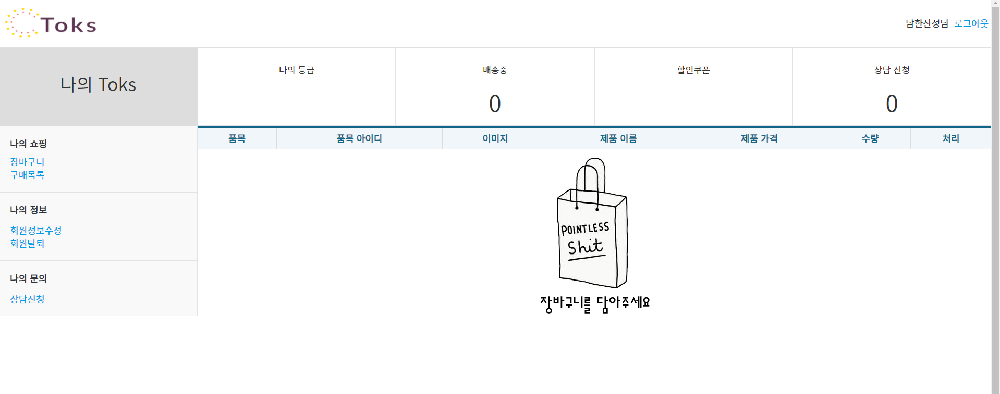 Toks
남한산성님 로그아웃
나의 Toks
나의 등급
배송중
할인쿠폰
상담 신청
0
0
나의 쇼핑
장바구니
구매목록
나의 정보
회원정보수정
회원탈퇴
나의 문의
상담신청
품목 품목 아이디 이미지 제품 이름 제품 가격 수량 처리
POINTLESS
Shit
장바구니를 담아주세요